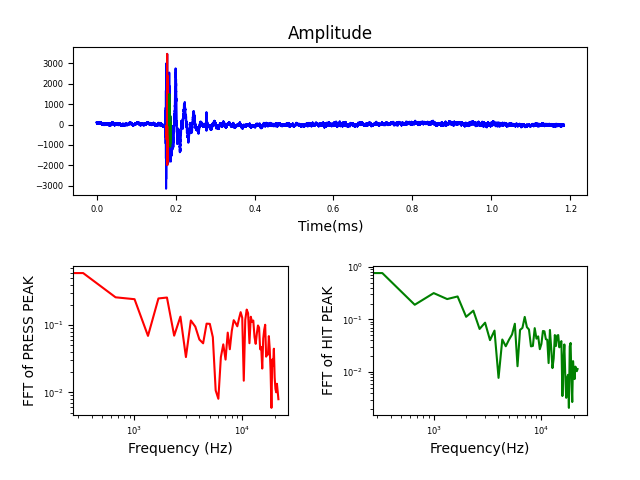 Amplitude
3000
2000
1000
0
−1000
−2000
−3000
0.0 0.2 0.4 0.6 0.8 1.0 1.2
Time(ms)
FFT of PRESS PEAK
10⁻¹
10⁻²
10³ 10⁴
Frequency (Hz)
FFT of HIT PEAK
10⁰
10⁻¹
10⁻²
10³ 10⁴
Frequency(Hz)